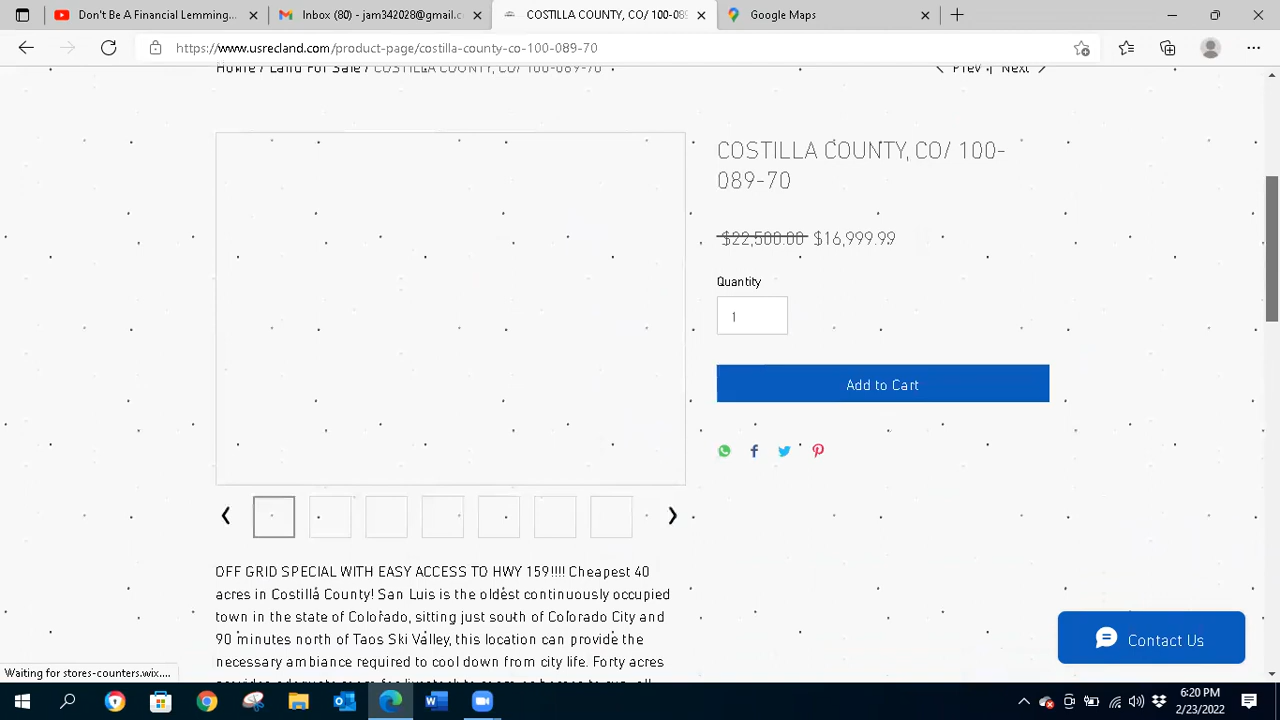 Don't Be A Financial Lemming...
Inbox (80) - jam342028@gmail.c
COSTILLA COUNTY, CO/ 100-089
Google Maps
https://www.usrecland.com/product-page/costilla-county-co-100-089-70
Home / Land For Sale / COSTILLA COUNTY, CO/ 100-089-70
Prev | Next
COSTILLA COUNTY, CO/ 100-
089-70
$22,500.00 $16,999.99
Quantity
1
Add to Cart
OFF GRID SPECIAL WITH EASY ACCESS TO HWY 159!!!! Cheapest 40
acres in Costilla County! San Luis is the oldest continuously occupied
town in the state of Colorado, sitting just south of Colorado City and
90 minutes north of Taos Ski Valley, this location can provide the
necessary ambiance required to cool down from city life. Forty acres
Contact Us
Waiting for stores-counters.wix....
6:20 PM
2/23/2022